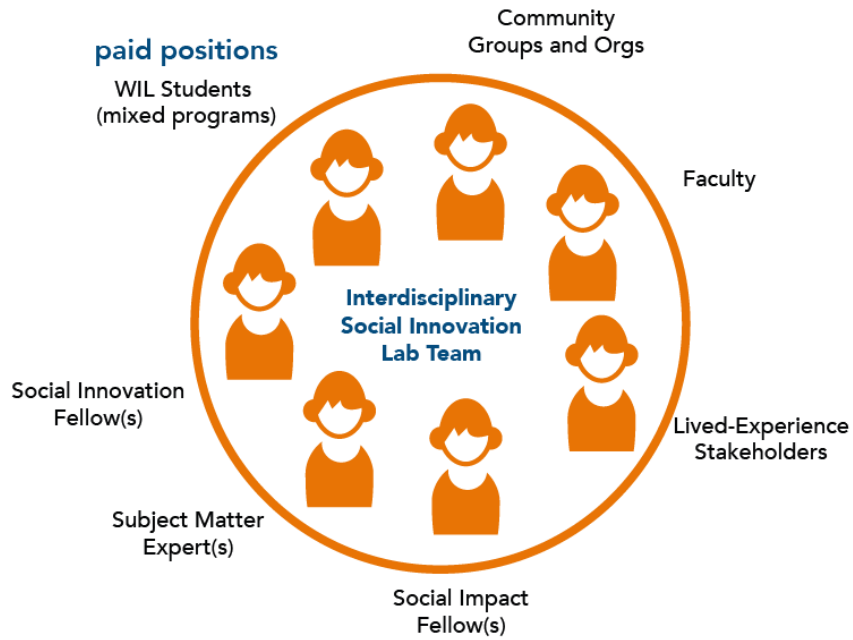 Community
Groups and Orgs
paid positions
WIL Students
(mixed programs)
Faculty
Interdisciplinary
Social Innovation
Lab Team
Social Innovation
Fellow(s)
Lived-Experience
Stakeholders
Subject Matter
Expert(s)
Social Impact
Fellow(s)